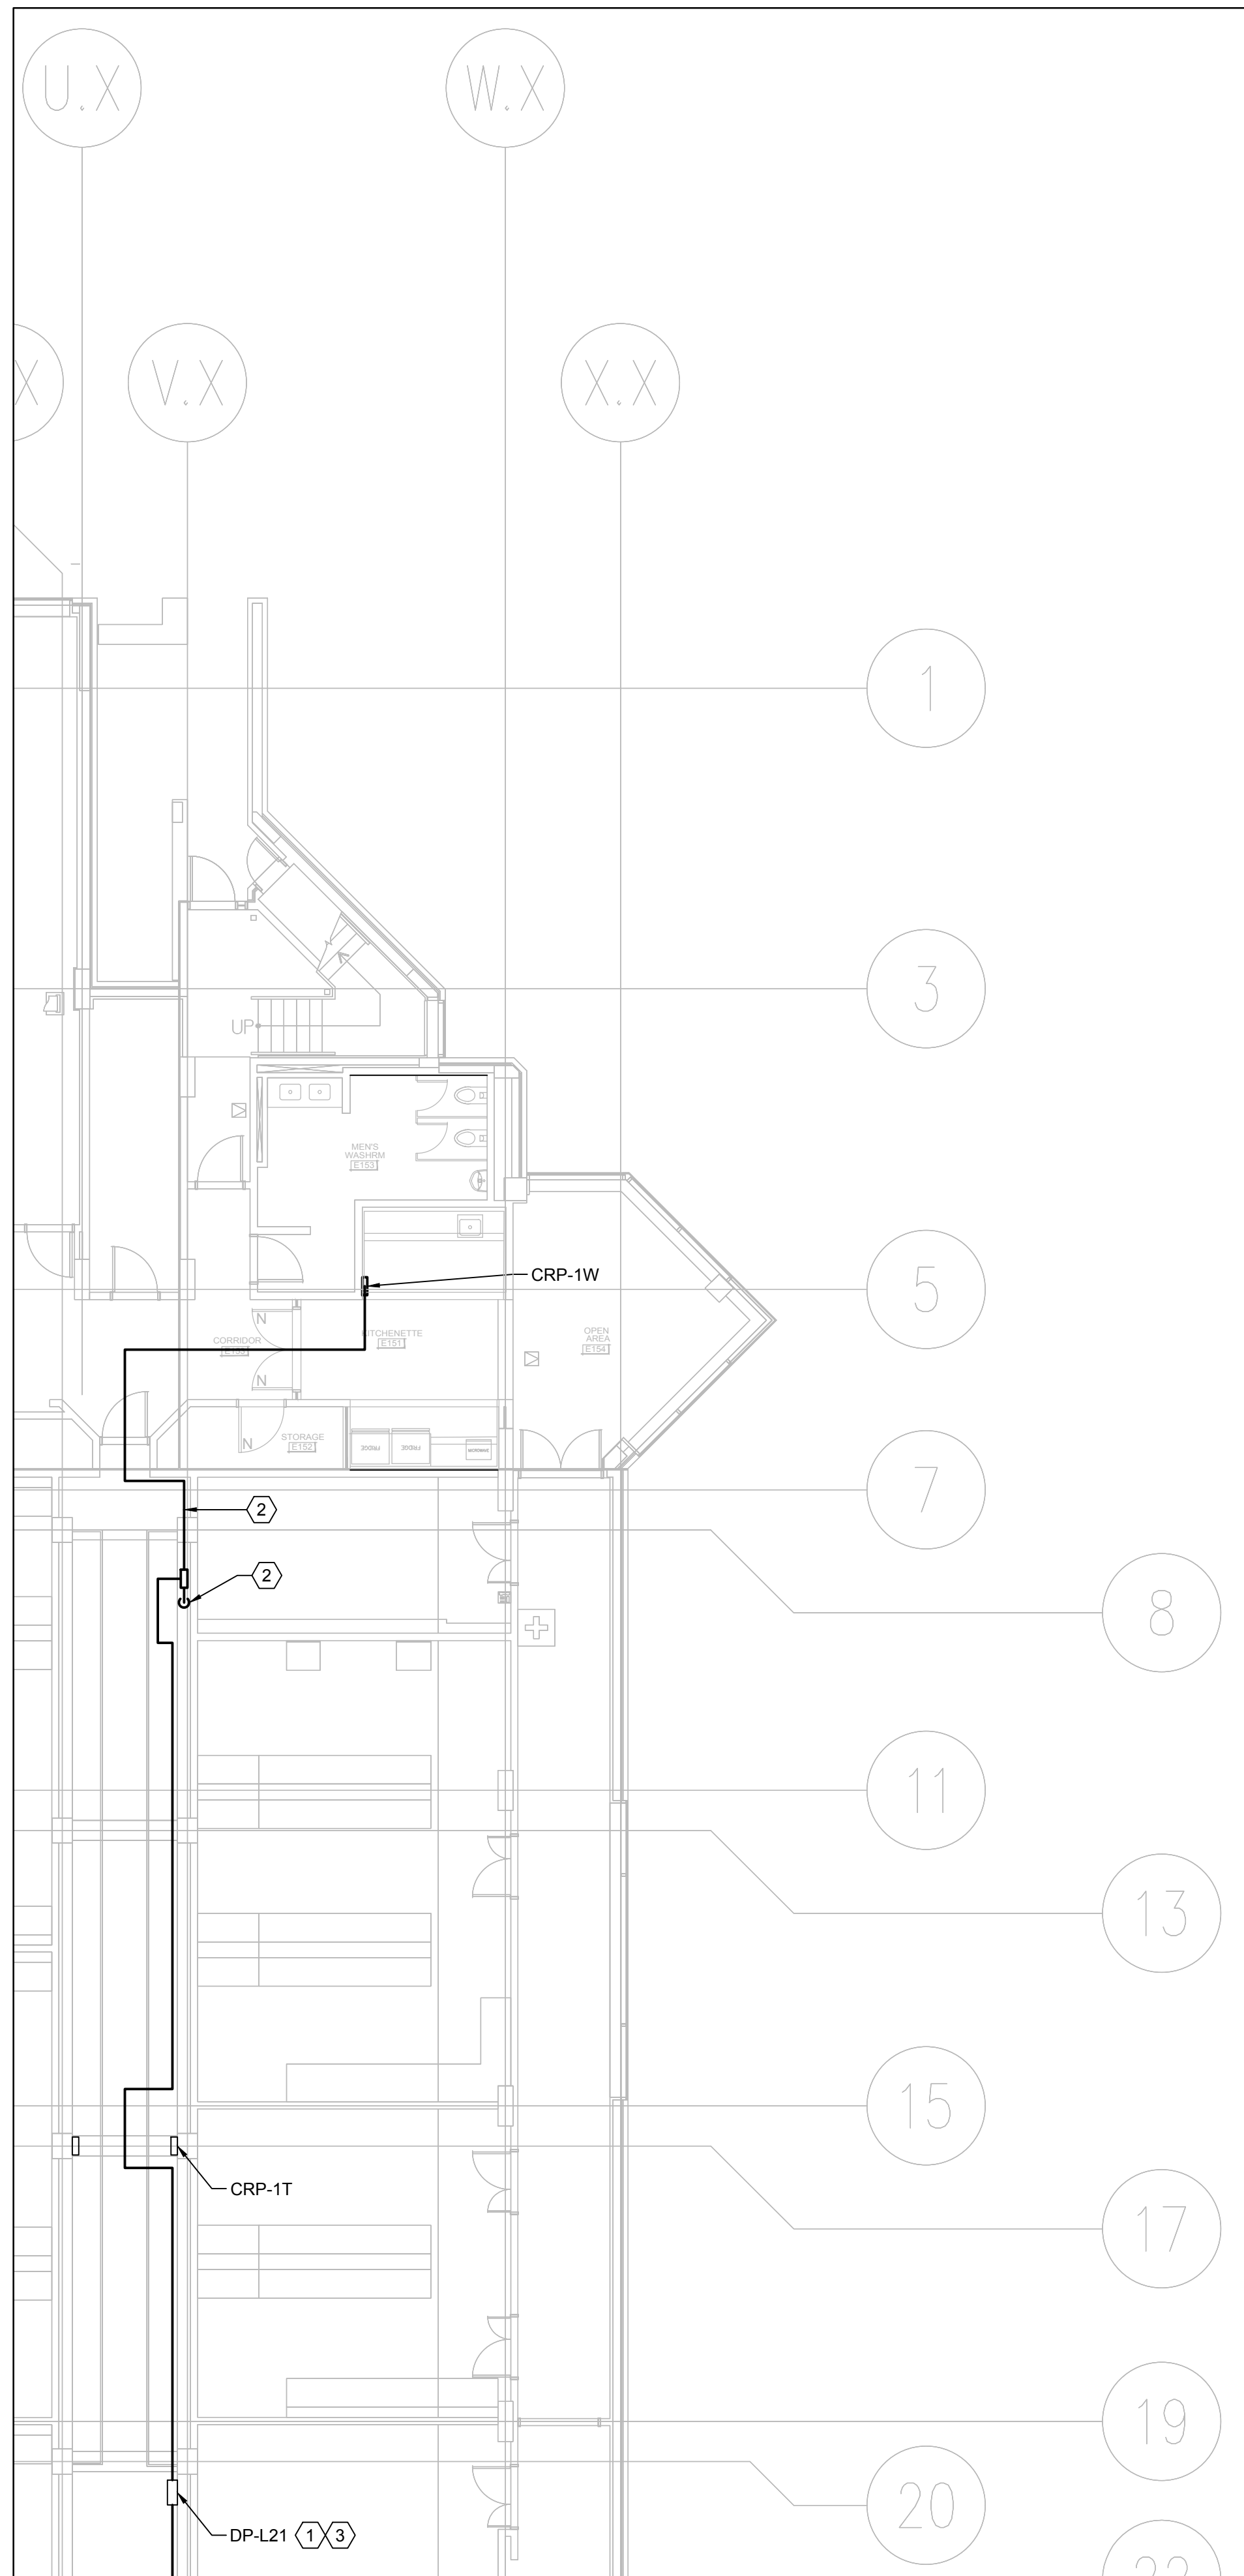 U.X
W.X
X
V.X
X.X
1
3
UP
MEN'S
WASHRM
E153
CRP-1W
5
N
CORRIDOR
KITCHENETTE
E151
OPEN
AREA
E154
N
N
STORAGE
E152
FRIDGE
FRIDGE
MICROWAVE
7
2
8
2
11
13
15
CRP-1T
17
19
20
DP-L21 1 3
22